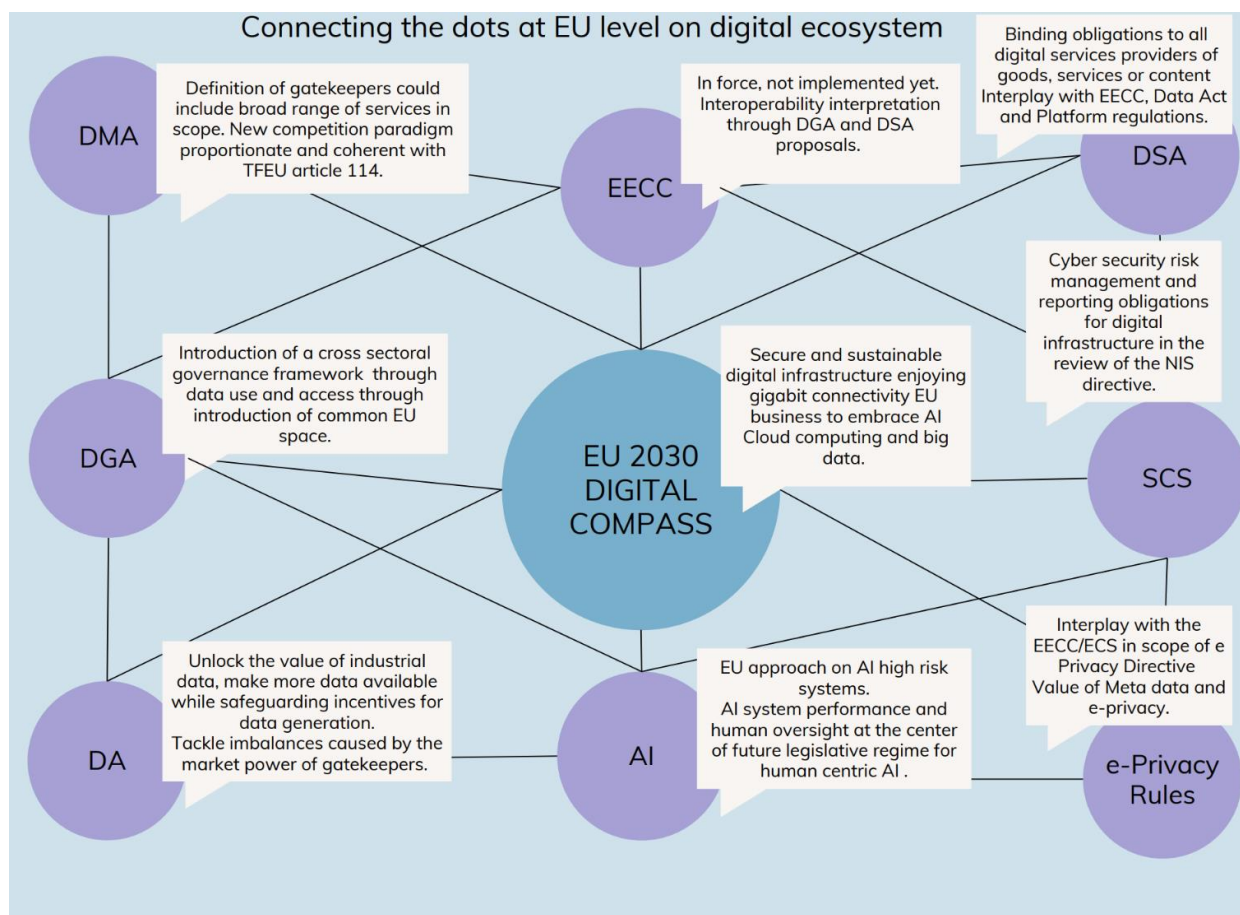 Connecting the dots at EU level on digital ecosystem
DMA
Definition of gatekeepers could
include broad range of services in
scope. New competition paradigm
proportionate and coherent with
TFEU article 114.
EECC
In force, not implemented yet.
Interoperability interpretation
through DGA and DSA
proposals.
Binding obligations to all
digital services providers of
goods, services or content
Interplay with EECC, Data Act
and Platform regulations.
DSA
DGA
Introduction of a cross sectoral
governance framework through
data use and access through
introduction of common EU
space.
EU 2030
DIGITAL
COMPASS
Secure and sustainable
digital infrastructure enjoying
gigabit connectivity EU
business to embrace AI
Cloud computing and big
data.
Cyber security risk
management and
reporting obligations
for digital
infrastructure in the
review of the NIS
directive.
SCS
DA
Unlock the value of industrial
data, make more data available
while safeguarding incentives for
data generation.
Tackle imbalances caused by the
market power of gatekeepers.
AI
EU approach on AI high risk
systems.
AI system performance and
human oversight at the center
of future legislative regime for
human centric AI .
Interplay with the
EECC/ECS in scope of e
Privacy Directive
Value of Meta data and
e-privacy.
e-Privacy
Rules